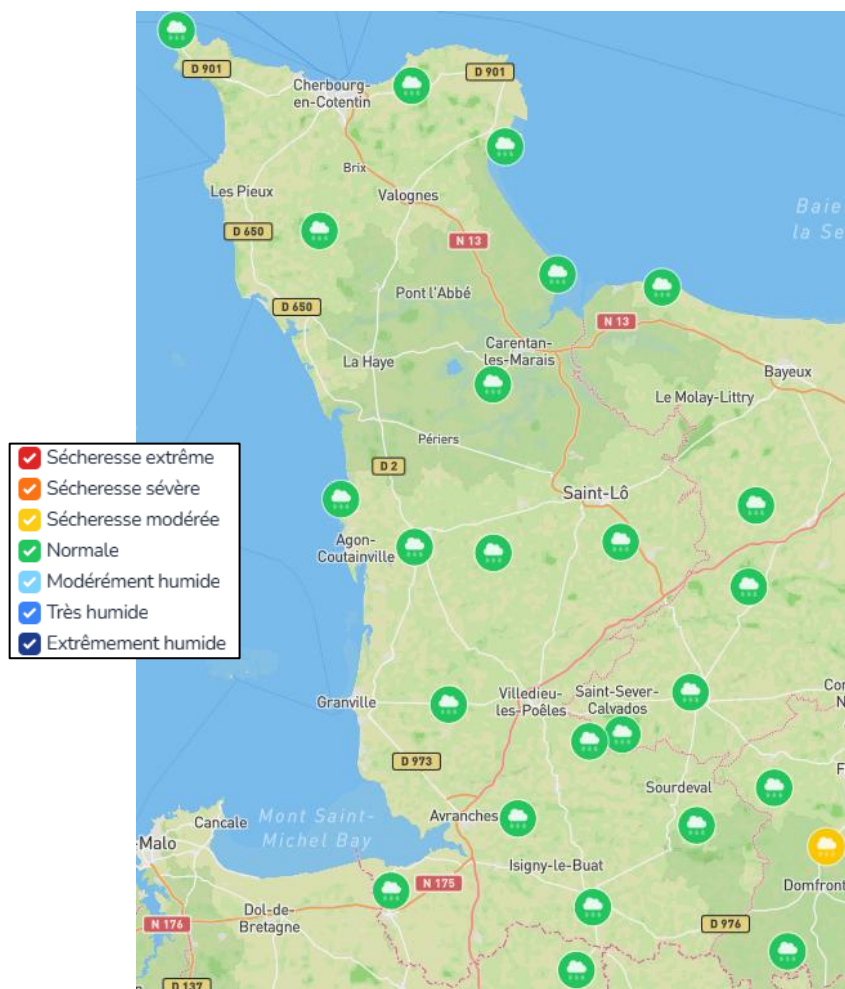 D 901
Cherbourg-
en-Cotentin
D 901
Brix
Les Pieux
Valognes
Baie
la Se
D 650
N 13
Pont l'Abbé
D 650
N 13
Carentan-
les-Marais
La Haye
Bayeux
Le Molay-Littry
Périers
Sécheresse extrême
Sécheresse sévère
Sécheresse modérée
Normale
Modérément humide
Très humide
Extrêmement humide
D 2
Saint-Lô
Agon-
Coutainville
Granville
Villedieu-
les-Poêles
Saint-Sever-
Calvados
Con
N
D 973
F
Sourdeval
Mont Saint-
Michel Bay
Avranches
Cancale
-Malo
Isigny-le-Buat
Domfront
N 175
Dol-de-
Bretagne
N 176
D 976
D 137